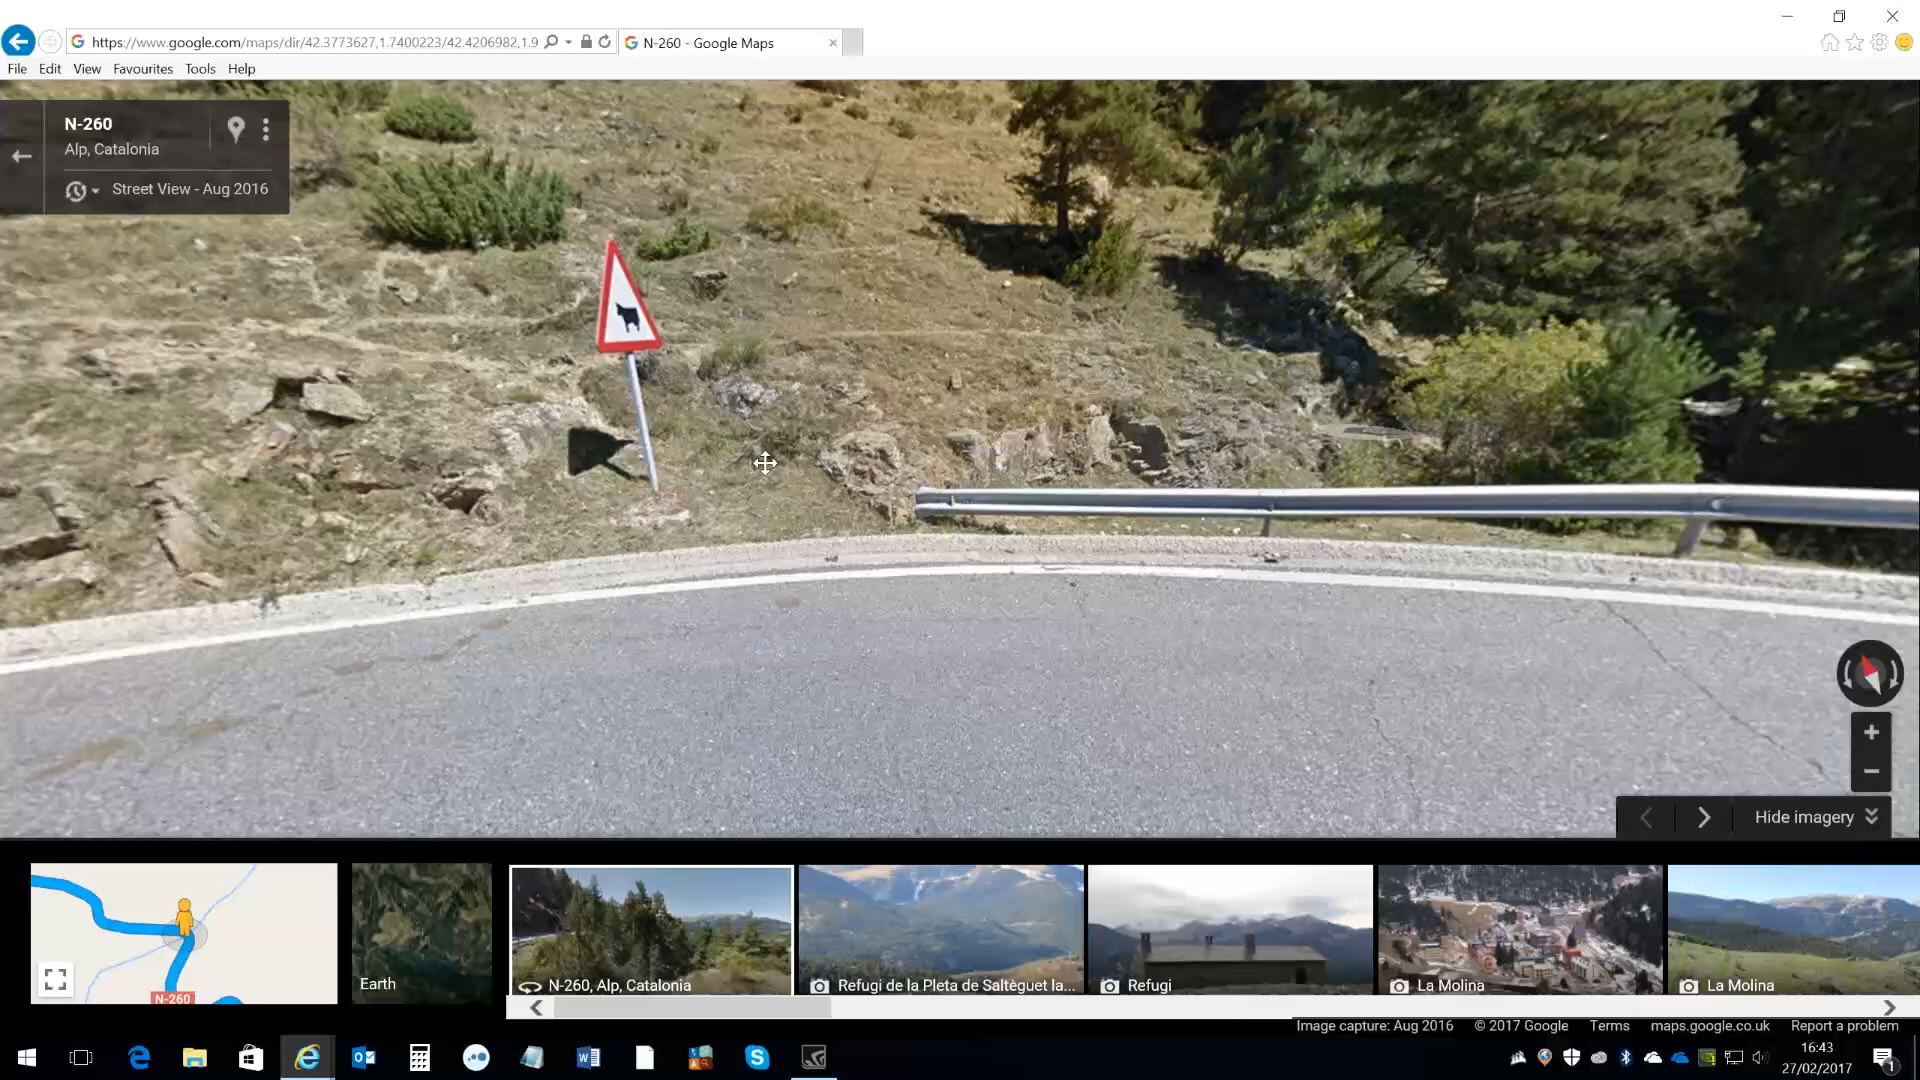 https://www.google.com/maps/dir/42.3773627,1.7400223/42.4206982,1.9
N-260 - Google Maps
File Edit View Favourites Tools Help
N-260
Alp, Catalonia
Street View - Aug 2016
Hide imagery
N-260
Earth
N-260, Alp, Catalonia
Refugi de la Pleta de Saltèguet la...
Refugi
La Molina
La Molina
Image capture: Aug 2016 © 2017 Google Terms maps.google.co.uk Report a problem
16:43
27/02/2017
1